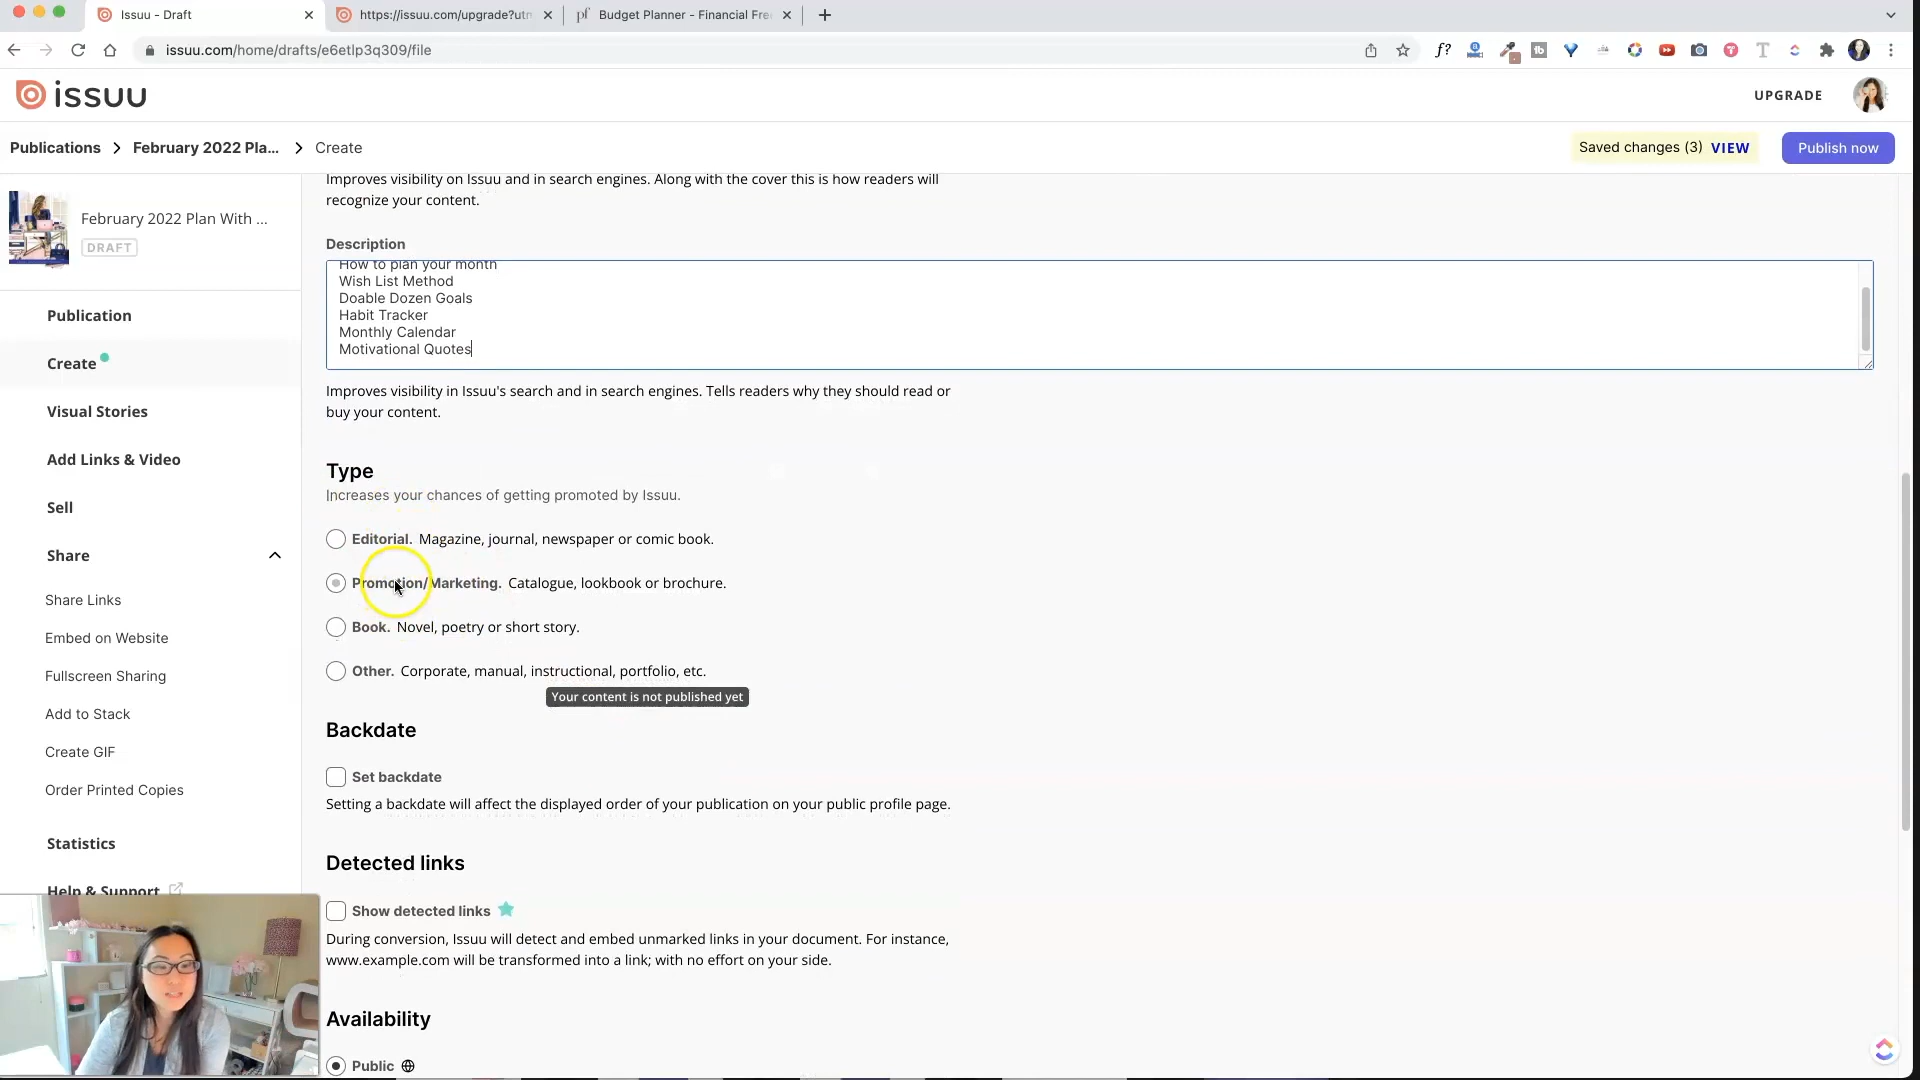 Issuu - Draft
https://issuu.com/upgrade?utn
pf Budget Planner - Financial Fre
issuu.com/home/drafts/e6etlp3q309/file
f?
issuu
UPGRADE
Publications > February 2022 Pla... > Create
Saved changes (3) VIEW
Publish now
February 2022 Plan With ...
DRAFT
Publication
Create
Visual Stories
Add Links & Video
Sell
Share
Share Links
Embed on Website
Fullscreen Sharing
Add to Stack
Create GIF
Order Printed Copies
Statistics
Help & Support
Improves visibility on Issuu and in search engines. Along with the cover this is how readers will
recognize your content.
Description
How to plan your month
Wish List Method
Doable Dozen Goals
Habit Tracker
Monthly Calendar
Motivational Quotes
Improves visibility in Issuu's search and in search engines. Tells readers why they should read or
buy your content.
Type
Increases your chances of getting promoted by Issuu.
Editorial. Magazine, journal, newspaper or comic book.
Promotion/Marketing. Catalogue, lookbook or brochure.
Book. Novel, poetry or short story.
Other. Corporate, manual, instructional, portfolio, etc.
Your content is not published yet
Backdate
Set backdate
Setting a backdate will affect the displayed order of your publication on your public profile page.
Detected links
Show detected links
During conversion, Issuu will detect and embed unmarked links in your document. For instance,
www.example.com will be transformed into a link; with no effort on your side.
Availability
Public